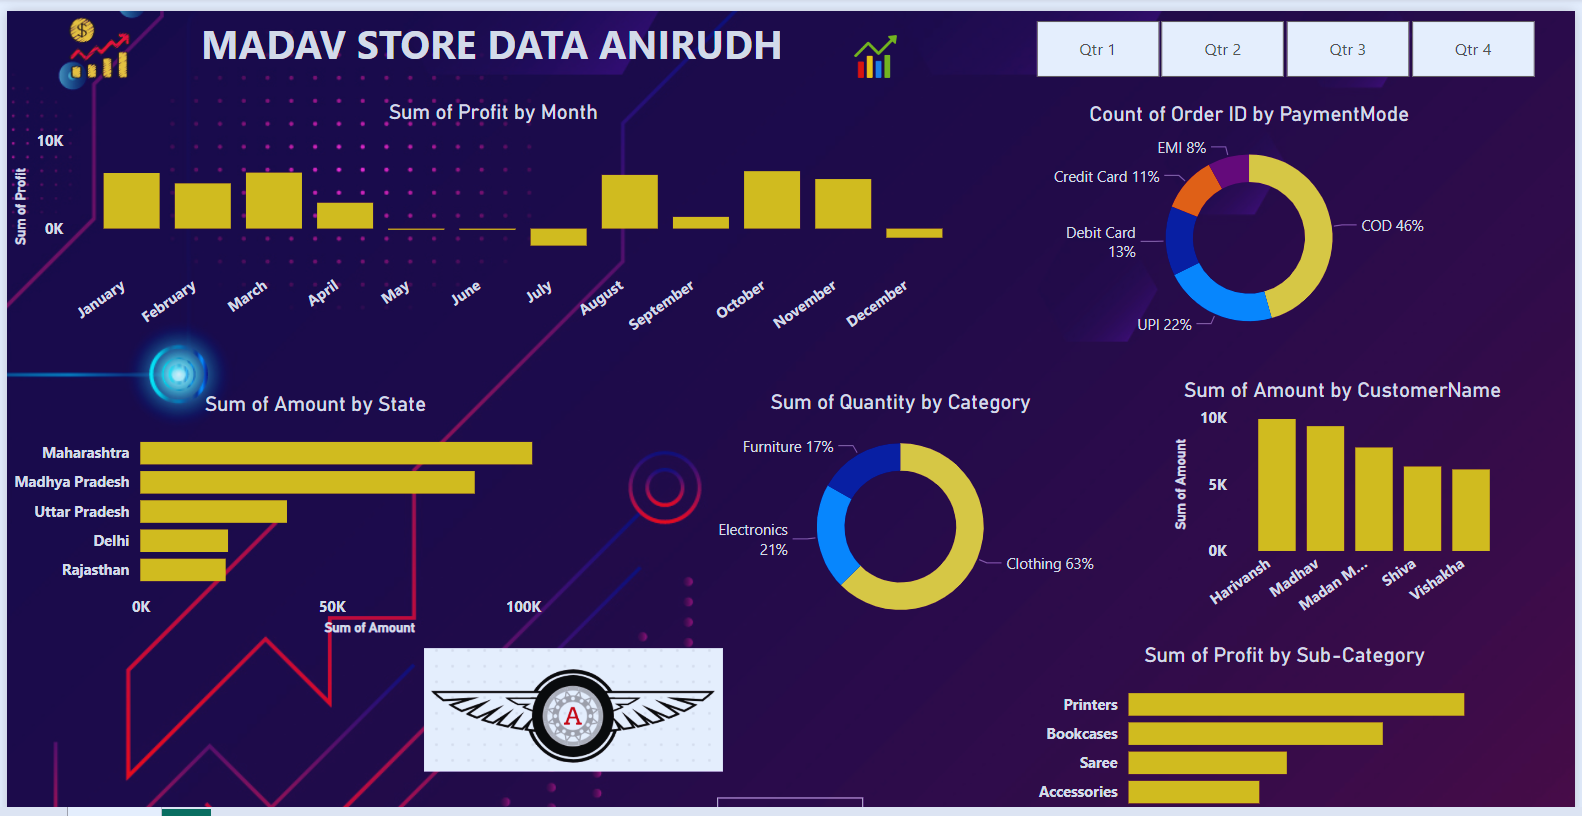 MADAV STORE DATA ANIRUDH
Qtr 1
Qtr 2
Qtr 3
Qtr 4
$
Sum of Profit by Month
Sum of Profit
10K
0K
January
February
March
April
May
June
July
August
September
October
November
December
Count of Order ID by PaymentMode
EMI 8%
Credit Card 11%
Debit Card
13%
UPI 22%
COD 46%
Sum of Amount by State
Maharashtra
Madhya Pradesh
Uttar Pradesh
Delhi
Rajasthan
0K
50K
100K
Sum of Amount
Sum of Quantity by Category
Furniture 17%
Electronics
21%
Clothing 63%
Sum of Amount by CustomerName
Sum of Amount
10K
5K
0K
Harivansh
Madhav
Madan M...
Shiva
Vishakha
A
Sum of Profit by Sub-Category
Printers
Bookcases
Saree
Accessories